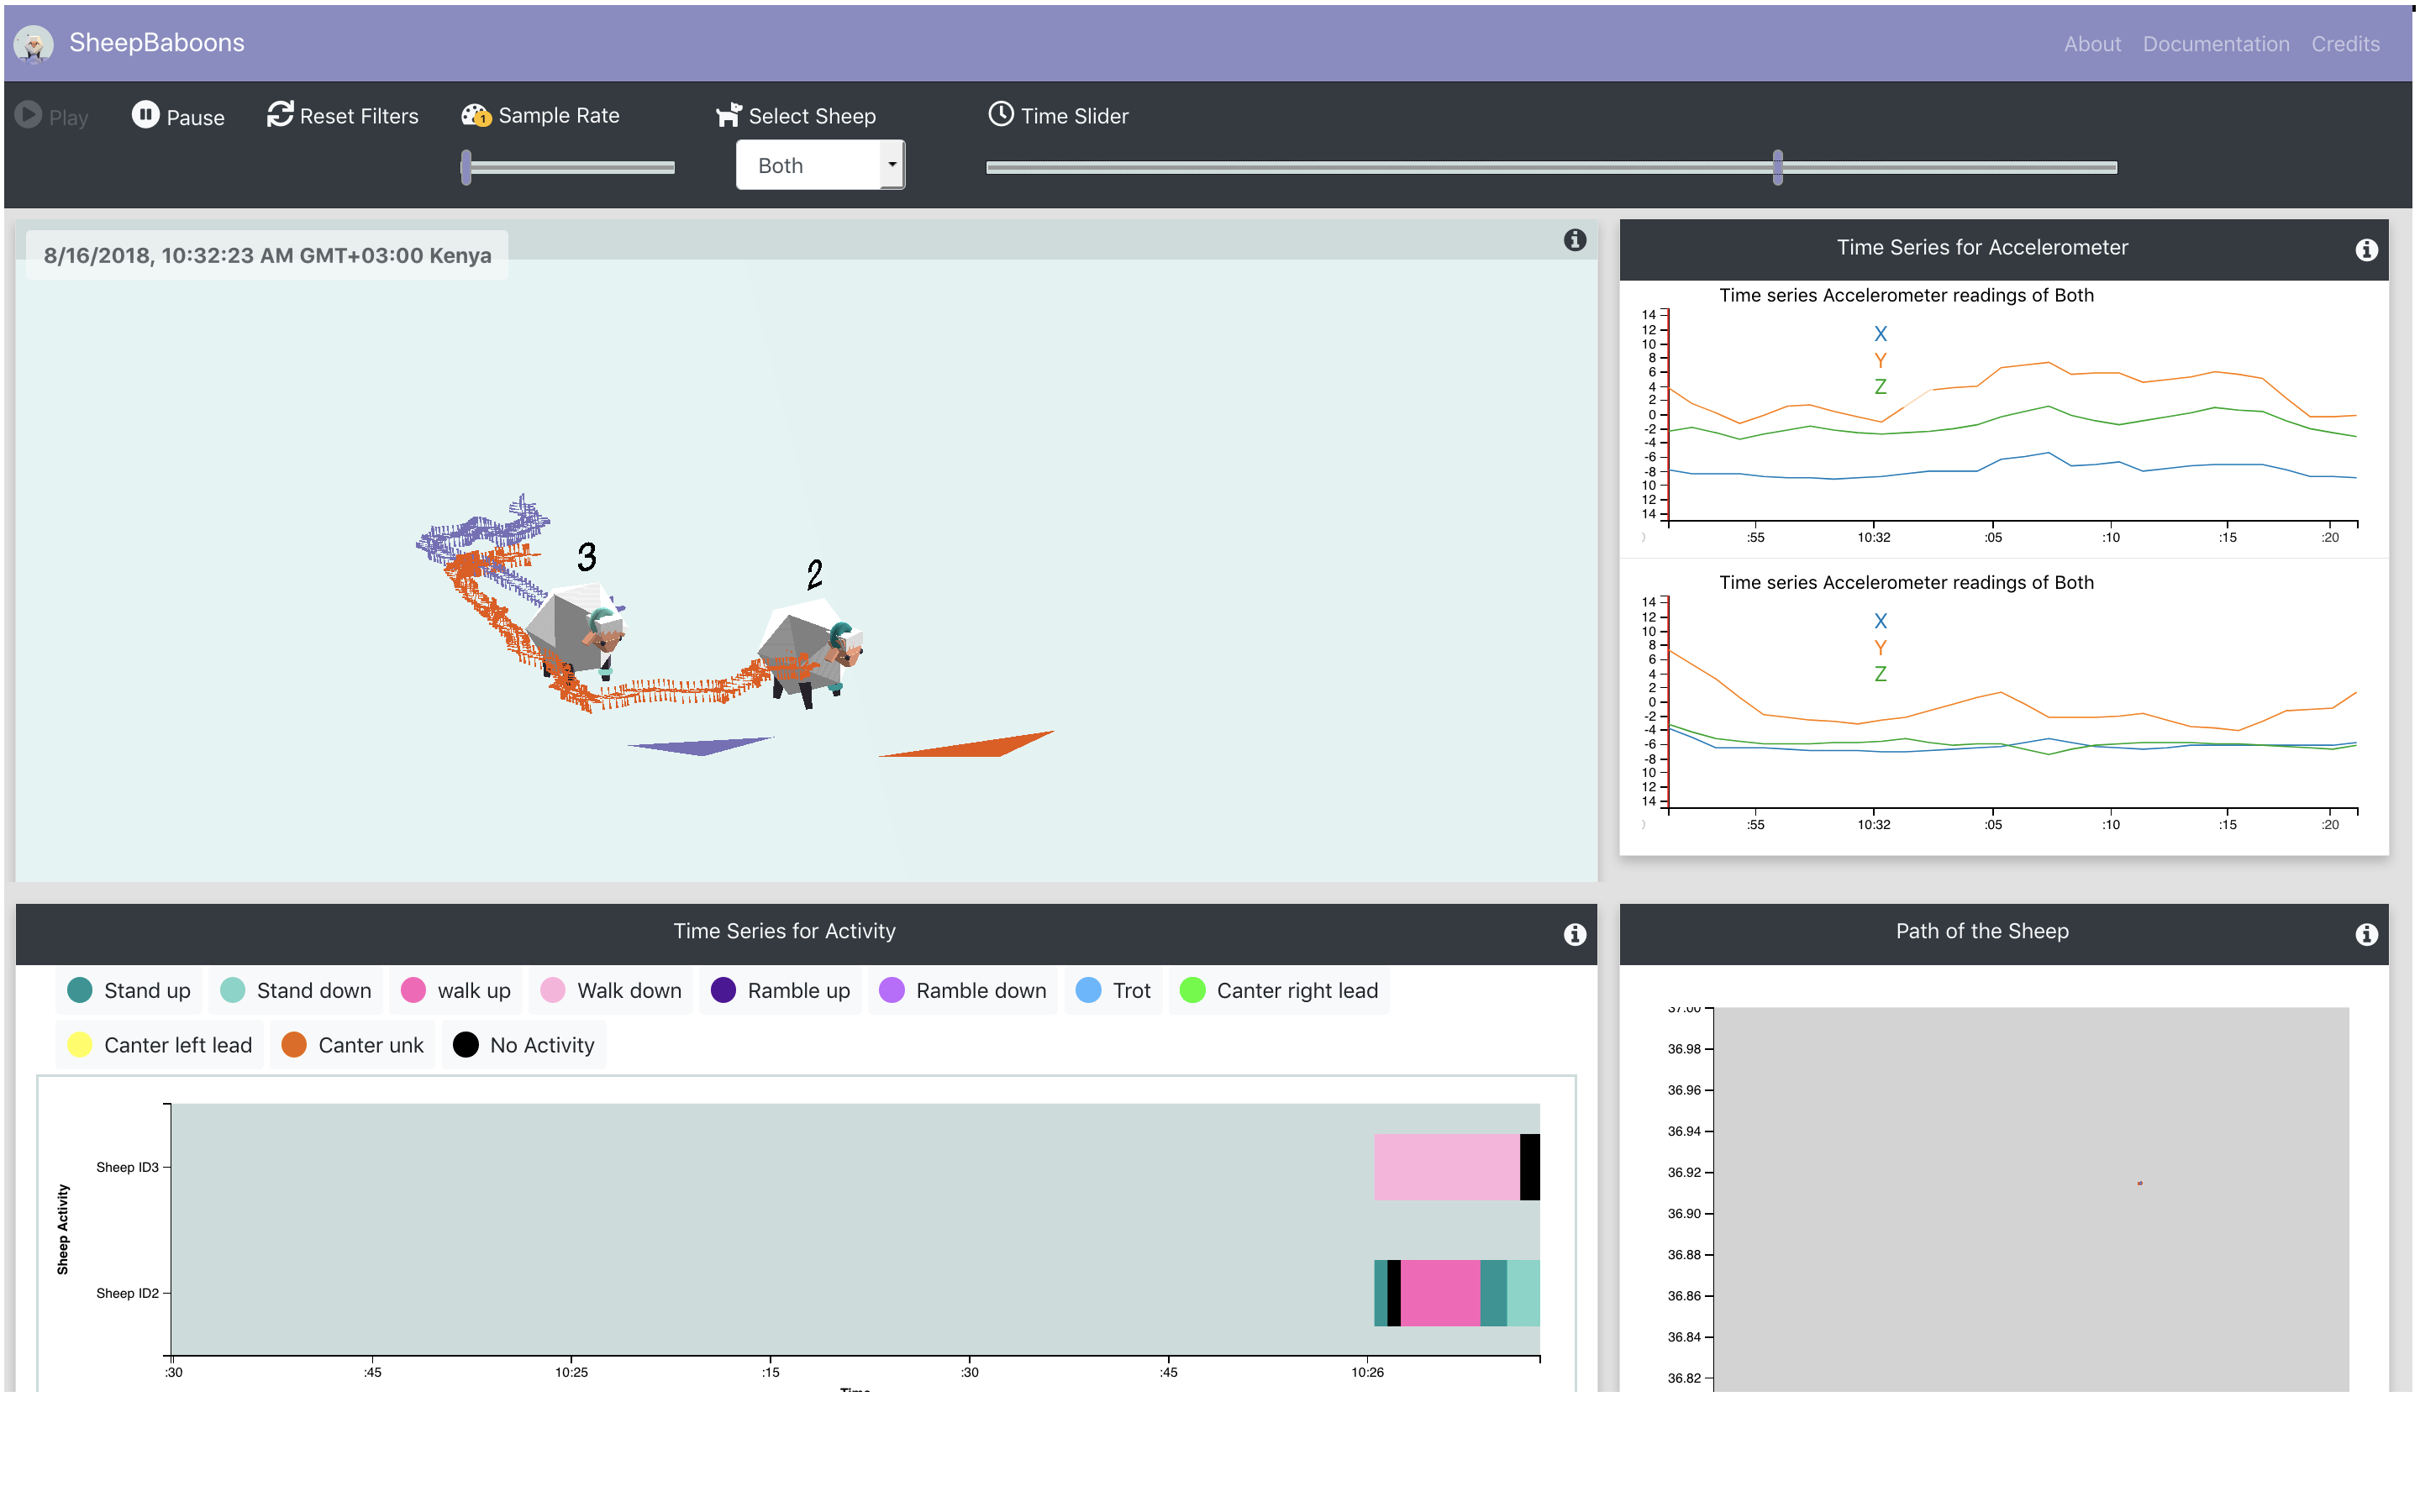 SheepBaboons
About Documentation Credits
Play Pause Reset Filters 1 Sample Rate Select Sheep Time Slider
Both
8/16/2018, 10:32:23 AM GMT+03:00 Kenya
3
2
Time Series for Accelerometer
Time series Accelerometer readings of Both
X
Y
Z
14
12
10
8
6
4
2
0
-2
-4
-6
-8
10
12
14
:55 10:32 :05 :10 :15 :20
Time series Accelerometer readings of Both
X
Y
Z
14
12
10
8
6
4
2
0
-2
-4
-6
-8
10
12
14
:55 10:32 :05 :10 :15 :20
Time Series for Activity
Stand up Stand down walk up Walk down Ramble up Ramble down Trot Canter right lead
Canter left lead Canter unk No Activity
Sheep Activity
Sheep ID3
Sheep ID2
:30 :45 10:25 :15 :30 :45 10:26
Time
Path of the Sheep
37.00
36.98
36.96
36.94
36.92
36.90
36.88
36.86
36.84
36.82